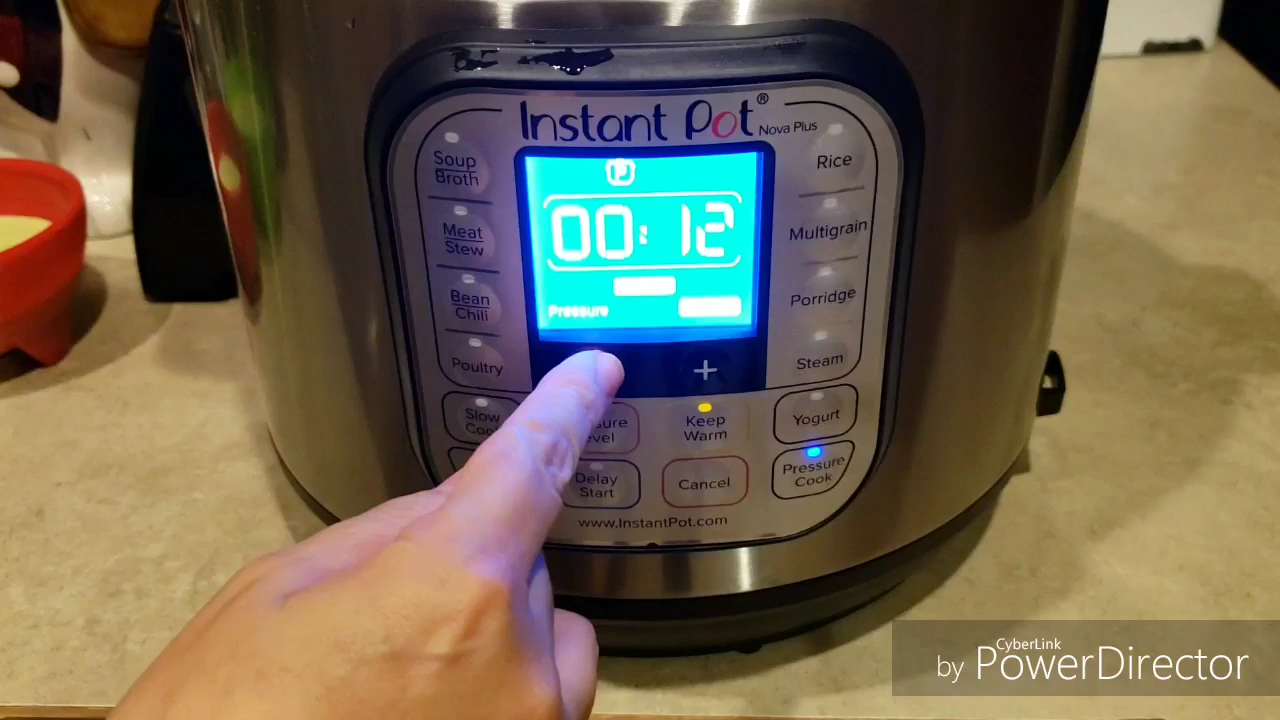 Instant Pot®
Nova Plus
Soup
Broth
Meat
Stew
Bean
Chili
Poultry
P
00:12
Pressure
+
Rice
Multigrain
Porridge
Steam
Slow
Keep
Warm
Yogurt
Delay
Start
Cancel
Pressure
Cook
www.InstantPot.com
CyberLink
by PowerDirector